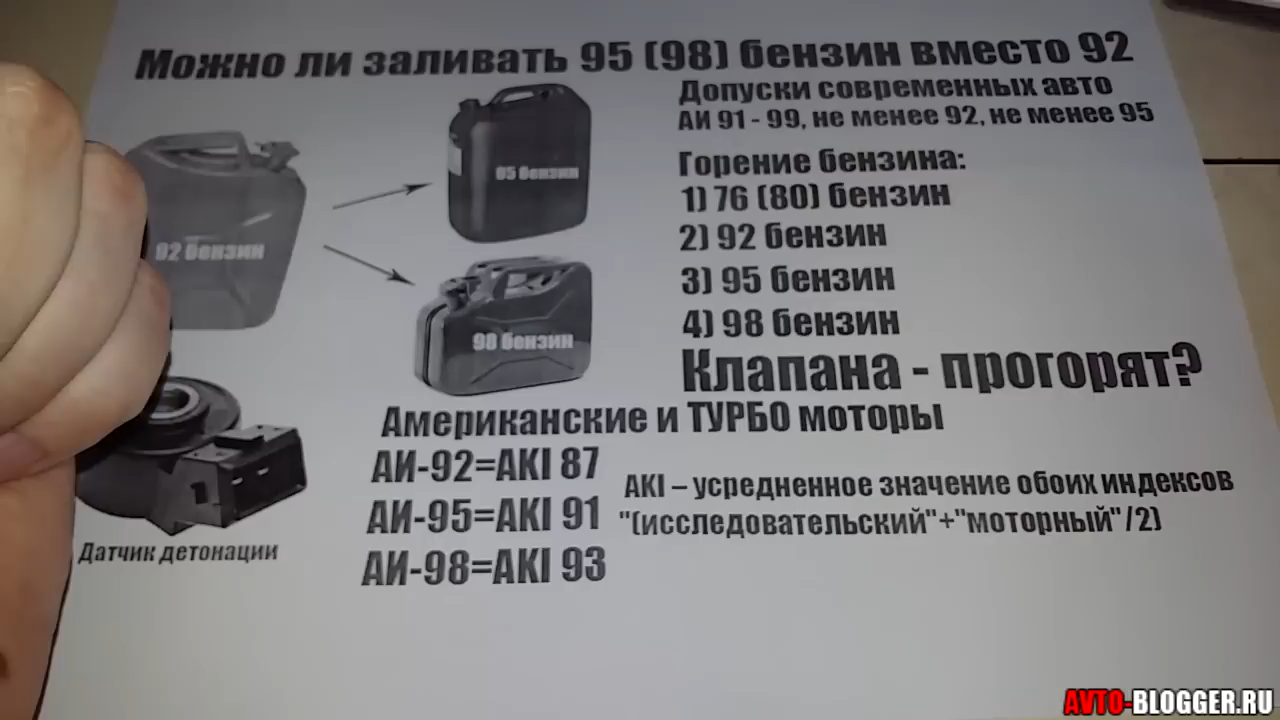 Можно ли заливать 95 (98) бензин вместо 92
Допуски современных авто
АИ 91 - 99, не менее 92, не менее 95
95 бензин
92 бензин
98 бензин
Горение бензина:
1) 76 (80) бензин
2) 92 бензин
3) 95 бензин
4) 98 бензин
Клапана - прогорят?
Американские и ТУРБО моторы
АИ-92=AKI 87
АИ-95=AKI 91
АИ-98=AKI 93
AKI – усредненное значение обоих индексов
"(исследовательский"+"моторный"/2)
Датчик детонации
AVTO-BLOGGER.RU